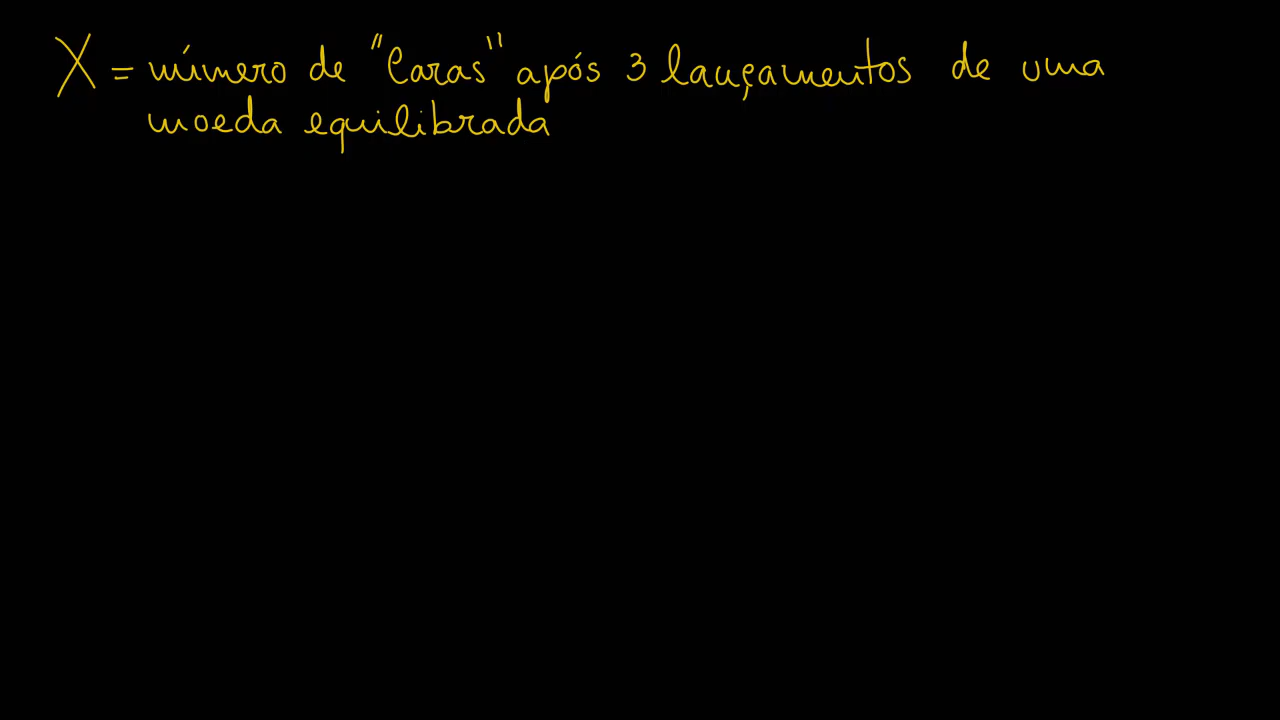 X = número de "Caras" após 3 lançamentos de uma
moeda equilibrada